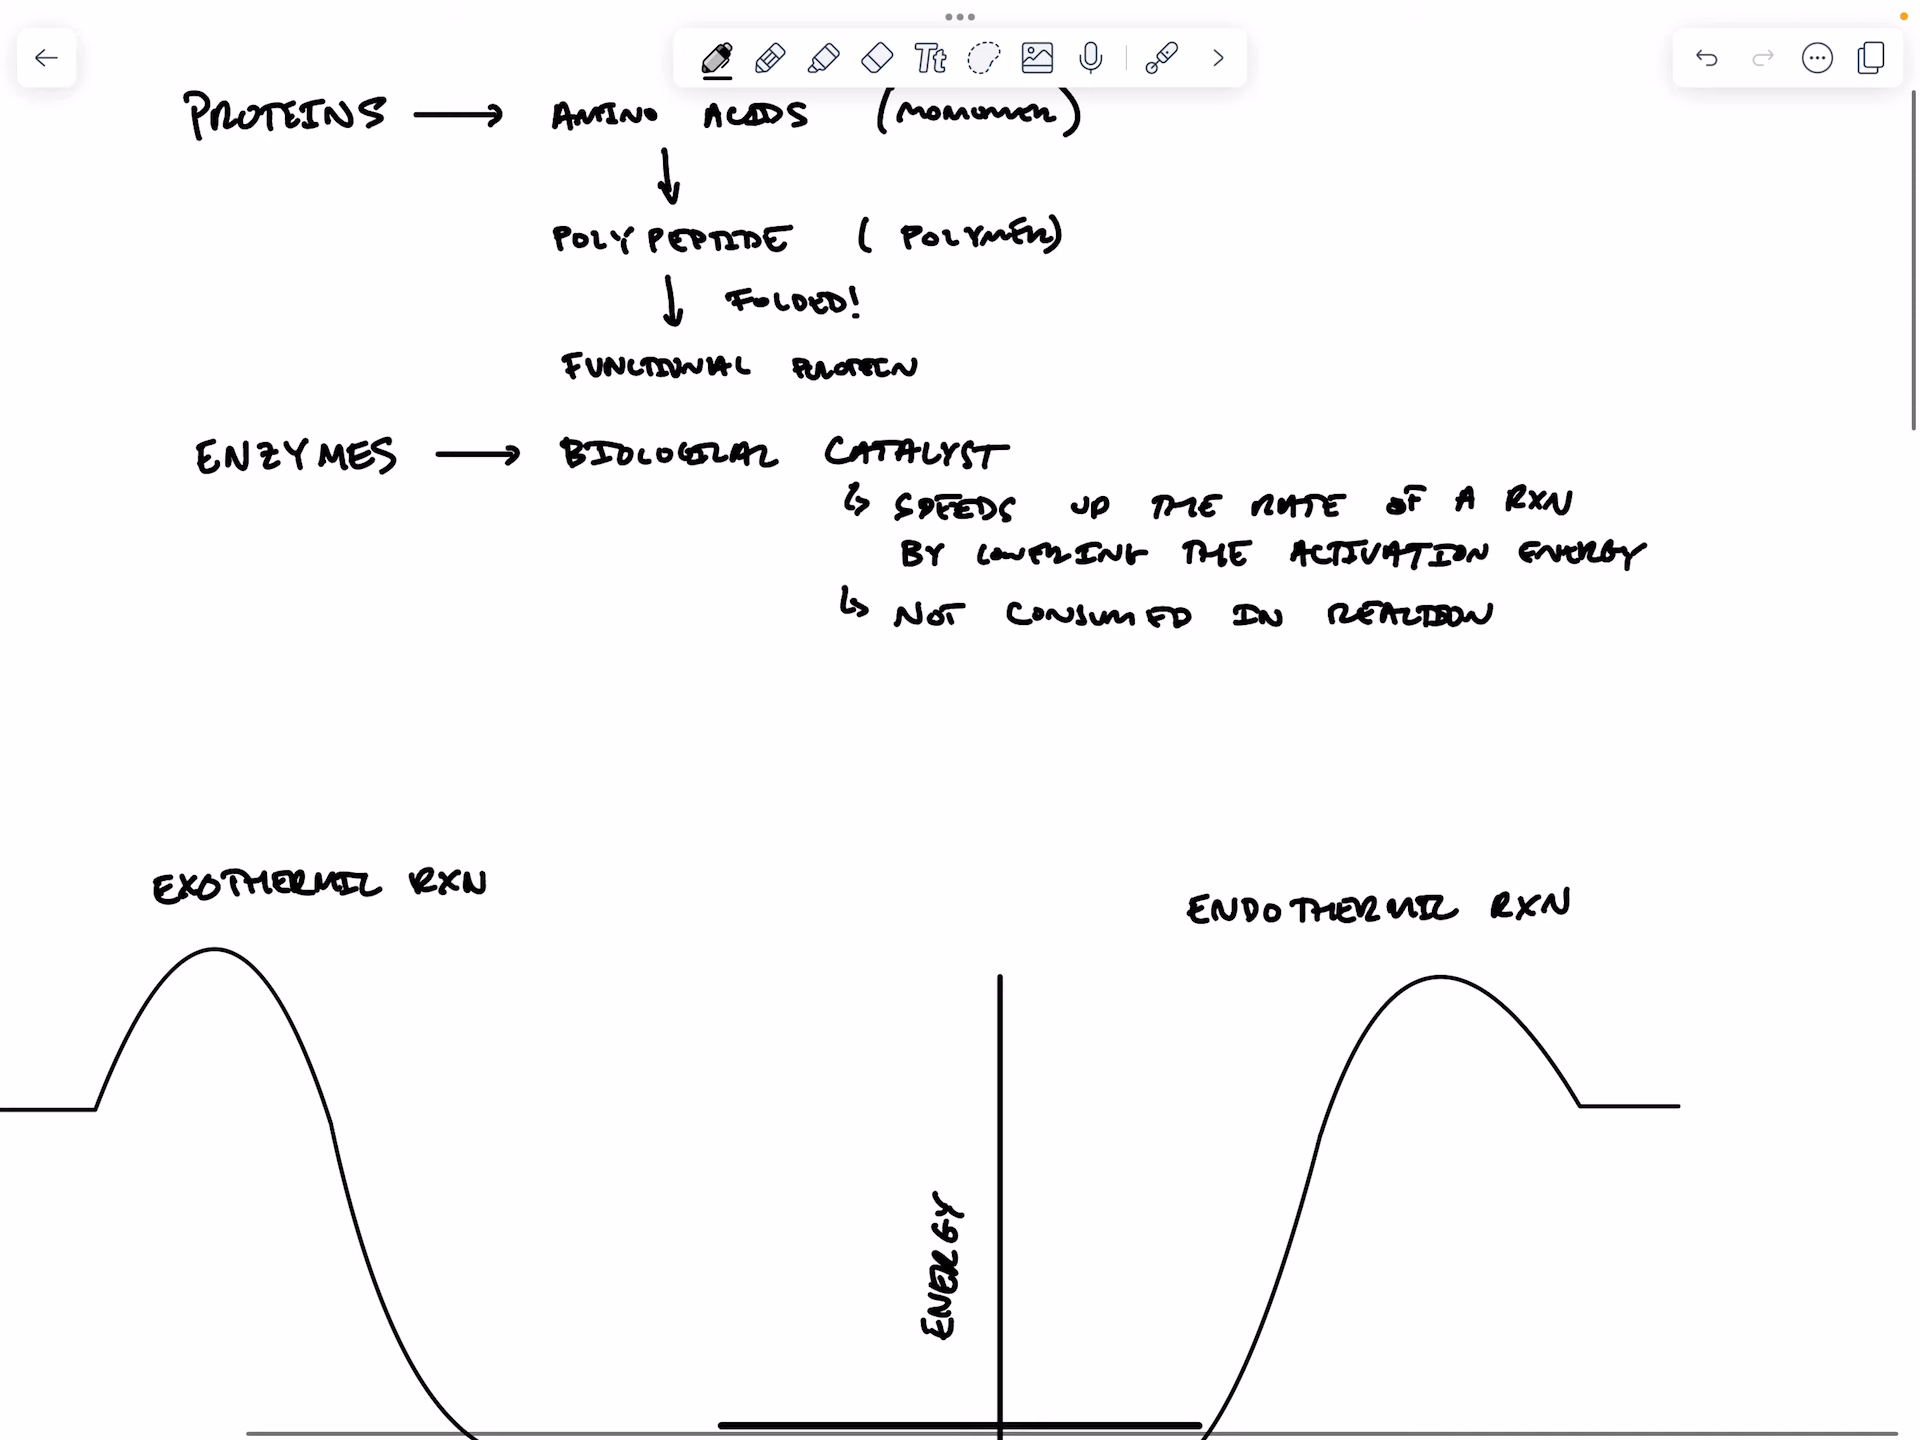 PROTEINS → AMINO ACIDS (MONOMER)
↓
POLYPEPTIDE (POLYMER)
↓ FOLDED!
FUNCTIONAL PROTEIN
ENZYMES → BIOLOGICAL CATALYST
↳ SPEEDS UP THE RATE OF A RXN
BY LOWERING THE ACTIVATION ENERGY
↳ NOT CONSUMED IN REACTION
EXOTHERMIC RXN
ENDOTHERMIC RXN
ENERGY
Tt